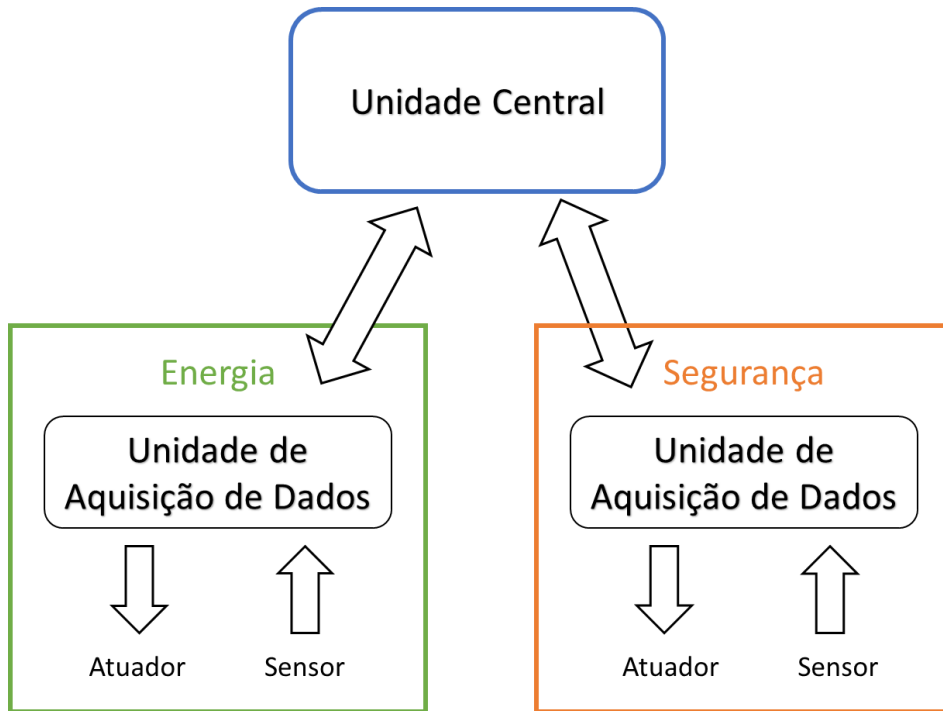 Unidade Central
Energia
Unidade de
Aquisição de Dados
Atuador
Sensor
Segurança
Unidade de
Aquisição de Dados
Atuador
Sensor